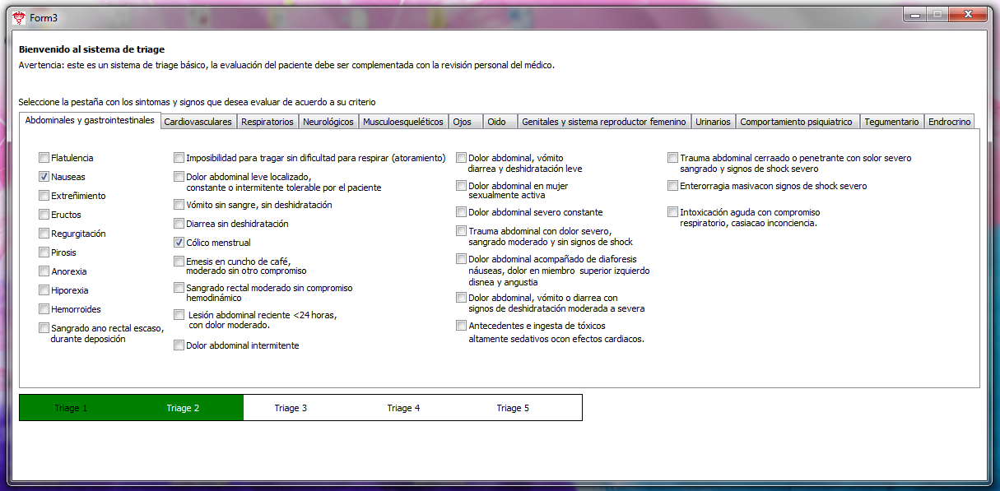 Form3
Bienvenido al sistema de triage
Avertencia: este es un sistema de triage básico, la evaluación del paciente debe ser complementada con la revisión personal del médico.
Seleccione la pestaña con los sintomas y signos que desea evaluar de acuerdo a su criterio
Abdominales y gastrointestinales Cardiovasculares Respiratorios Neurológicos Musculoesqueléticos Ojos Oido Genitales y sistema reproductor femenino Urinarios Comportamiento psiquiatrico Tegumentario Endrocrino
Flatulencia
Nauseas
Extreñimiento
Eructos
Regurgitación
Pirosis
Anorexia
Hiporexia
Hemorroides
Sangrado ano rectal escaso,
durante deposición
Imposibilidad para tragar sin dificultad para respirar (atoramiento)
Dolor abdominal leve localizado,
constante o intermitente tolerable por el paciente
Vómito sin sangre, sin deshidratación
Diarrea sin deshidratación
Cólico menstrual
Emesis en cuncho de café,
moderado sin otro compromiso
Sangrado rectal moderado sin compromiso
hemodinámico
Lesión abdominal reciente <24 horas,
con dolor moderado.
Dolor abdominal intermitente
Dolor abdominal, vómito
diarrea y deshidratación leve
Dolor abdominal en mujer
sexualmente activa
Dolor abdominal severo constante
Trauma abdominal con dolor severo,
sangrado moderado y sin signos de shock
Dolor abdominal acompañado de diaforesis
náuseas, dolor en miembro superior izquierdo
disnea y angustia
Dolor abdominal, vómito o diarrea con
signos de deshidratación moderada a severa
Antecedentes e ingesta de tóxicos
altamente sedativos ocon efectos cardiacos.
Trauma abdominal cerraado o penetrante con solor severo
sangrado y signos de shock severo
Enterorragia masivacon signos de shock severo
Intoxicación aguda con compromiso
respiratorio, casiacao inconciencia.
Triage 1 Triage 2 Triage 3 Triage 4 Triage 5